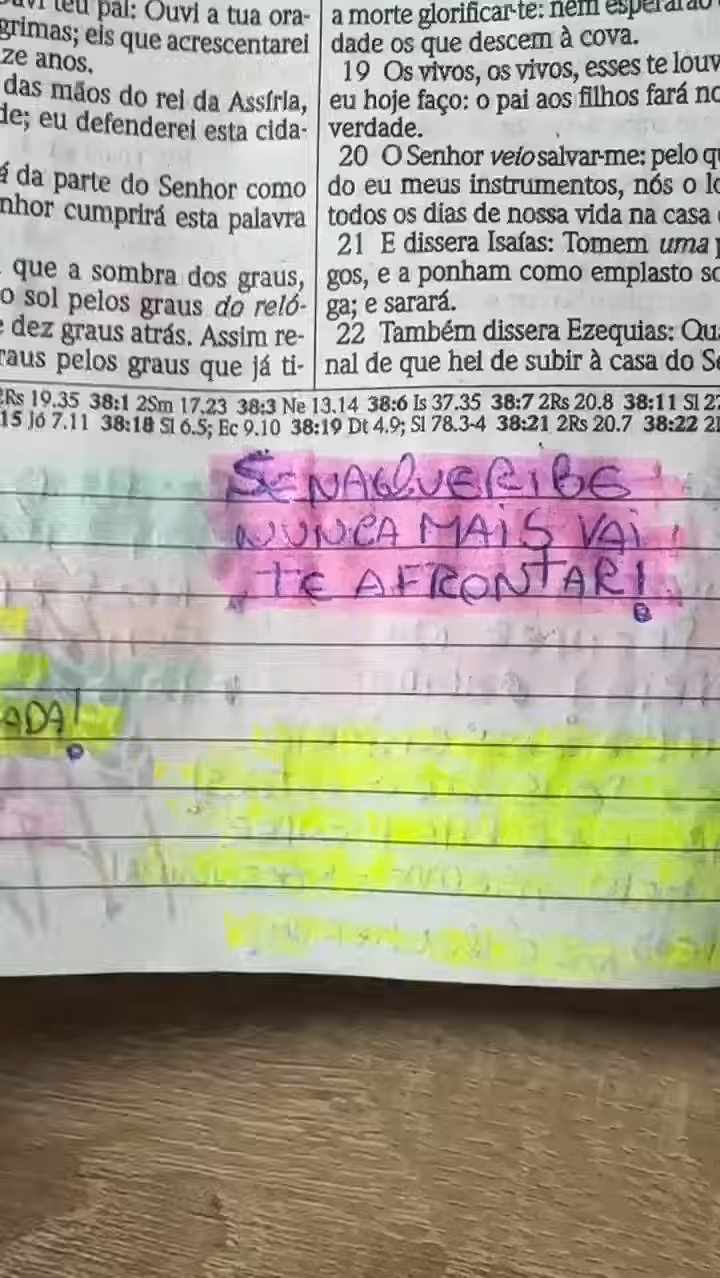 teu pai: Ouvi a tua ora-
grimas; eis que acrescentarei
ze anos.
das mãos do rei da Assíria,
de; eu defenderei esta cida-
á da parte do Senhor como
nhor cumprirá esta palavra
que a sombra dos graus,
o sol pelos graus do reló-
dez graus atrás. Assim re-
raus pelos graus que já ti-
a morte glorificar-te: nem esperarão
dade os que descem à cova.
19 Os vivos, os vivos, esses te louv
eu hoje faço: o pai aos filhos fará no
verdade.
20 O Senhor veio salvar-me: pelo qu
do eu meus instrumentos, nós o lo
todos os dias de nossa vida na casa
21 E dissera Isaías: Tomem uma p
gos, e a ponham como emplasto so
ga; e sarará.
22 Também dissera Ezequias: Qua
nal de que hei de subir à casa do Se
Rs 19.35 38:1 2Sm 17.23 38:3 Ne 13.14 38:6 Is 37.35 38:7 2Rs 20.8 38:11 Sl 27
15 Jó 7.11 38:18 Sl 6.5; Ec 9.10 38:19 Dt 4.9; Sl 78.3-4 38:21 2Rs 20.7 38:22 2
SENAQUERIBE
NUNCA MAIS VAI
TE AFRONTAR!
ADA!